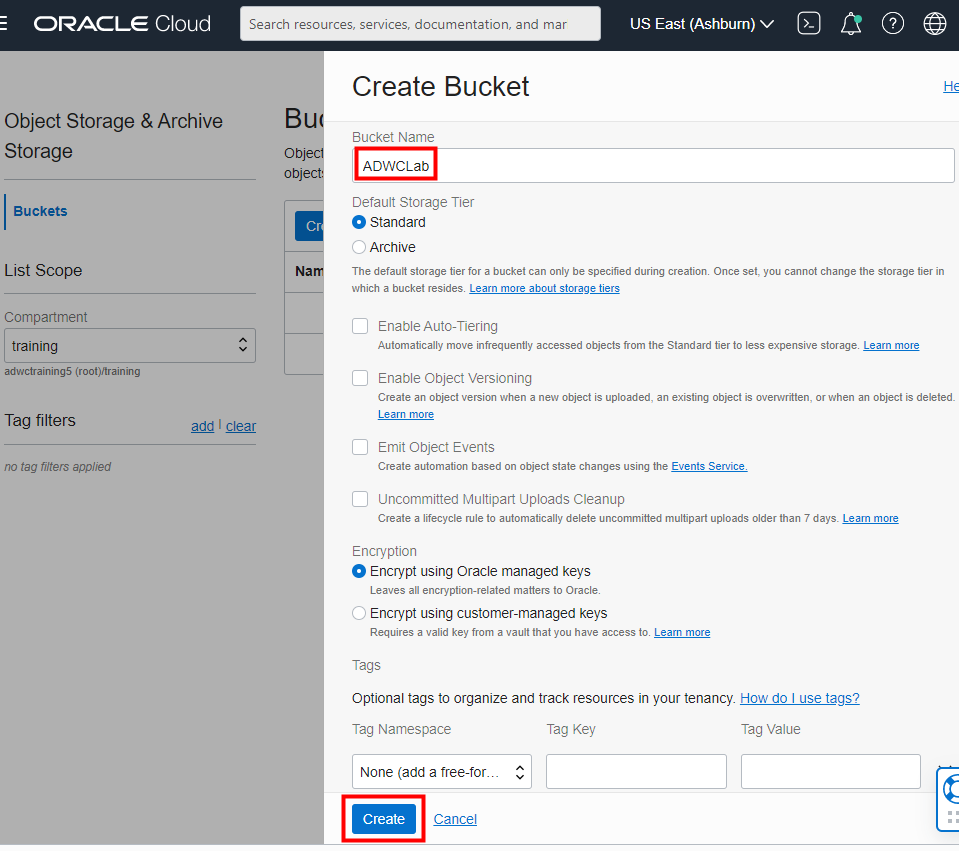 ORACLE Cloud
Search resources, services, documentation, and mar
US East (Ashburn)
Object Storage & Archive
Storage
Buckets
List Scope
Compartment
training
adwctraining5 (root)/training
Tag filters
add | clear
no tag filters applied
Buc
Object
objects
Cre
Nam
Create Bucket
He
Bucket Name
ADWCLab
Default Storage Tier
Standard
Archive
The default storage tier for a bucket can only be specified during creation. Once set, you cannot change the storage tier in
which a bucket resides. Learn more about storage tiers
Enable Auto-Tiering
Automatically move infrequently accessed objects from the Standard tier to less expensive storage. Learn more
Enable Object Versioning
Create an object version when a new object is uploaded, an existing object is overwritten, or when an object is deleted.
Learn more
Emit Object Events
Create automation based on object state changes using the Events Service.
Uncommitted Multipart Uploads Cleanup
Create a lifecycle rule to automatically delete uncommitted multipart uploads older than 7 days. Learn more
Encryption
Encrypt using Oracle managed keys
Leaves all encryption-related matters to Oracle.
Encrypt using customer-managed keys
Requires a valid key from a vault that you have access to. Learn more
Tags
Optional tags to organize and track resources in your tenancy. How do I use tags?
Tag Namespace
Tag Key
Tag Value
None (add a free-for...
Create
Cancel